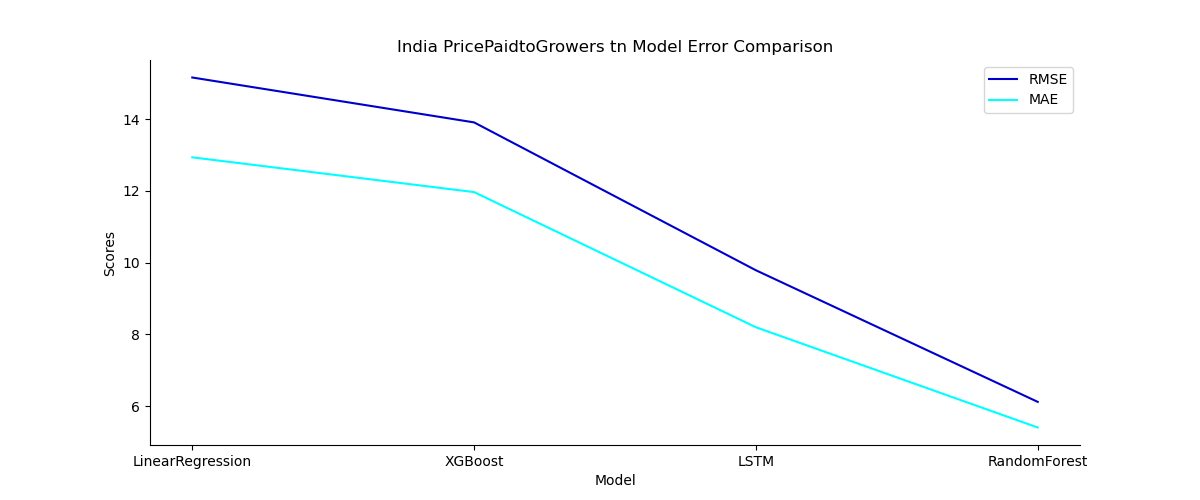 India PricePaidtoGrowers tn Model Error Comparison
RMSE
MAE
Scores
14
12
10
8
6
LinearRegression
XGBoost
LSTM
RandomForest
Model